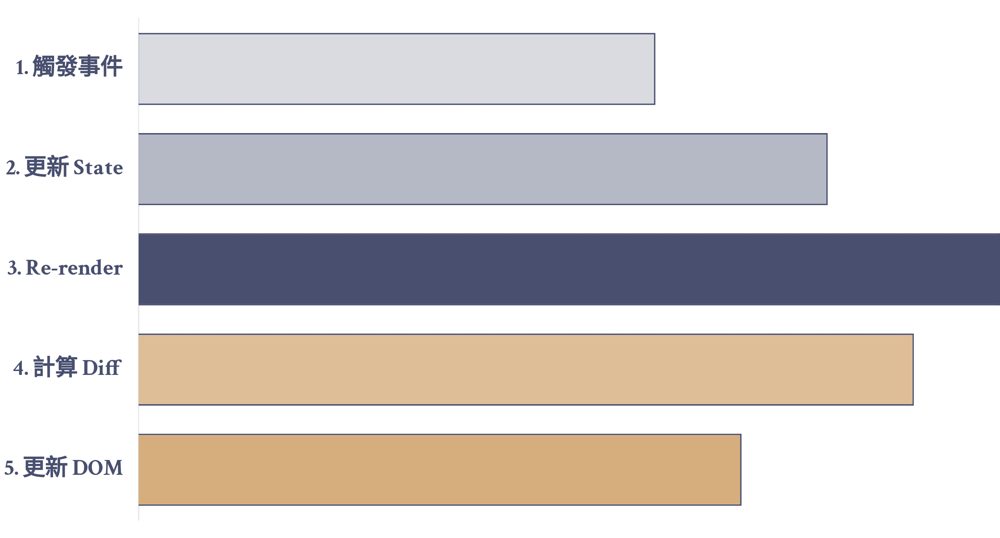 1. 觸發事件
2. 更新 State
3. Re-render
4. 計算 Diff
5. 更新 DOM